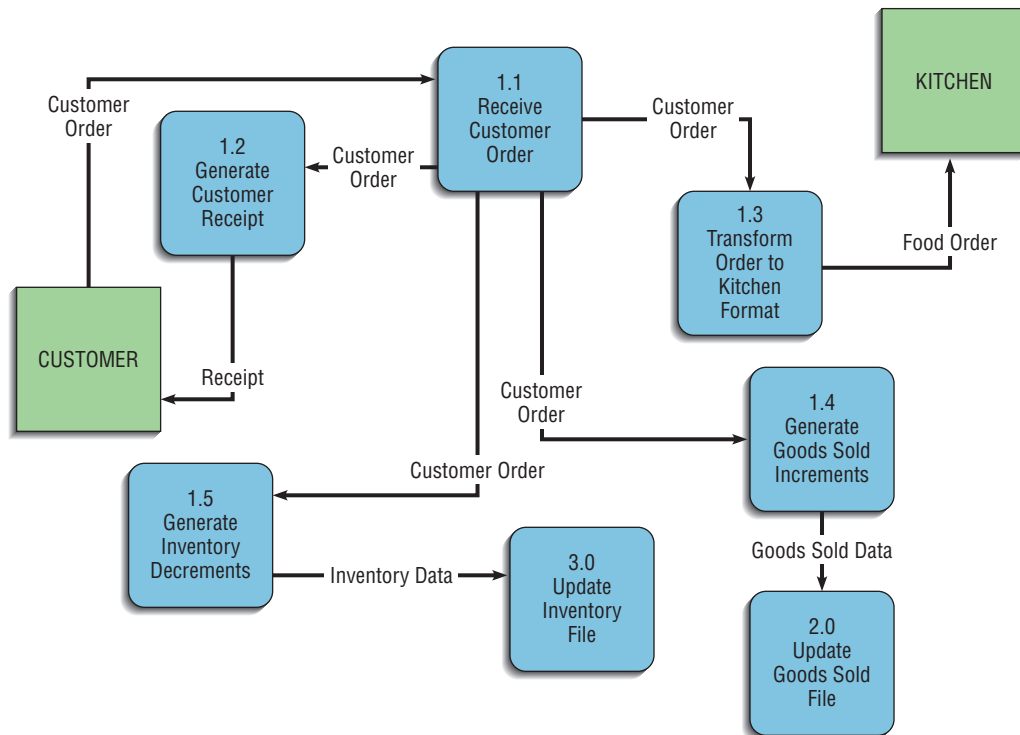 1.1
Receive
Customer
Order
KITCHEN
Customer
Order
Customer
Order
1.2
Generate
Customer
Receipt
Customer
Order
1.3
Transform
Order to
Kitchen
Format
Food Order
CUSTOMER
Receipt
Customer
Order
1.4
Generate
Goods Sold
Increments
Customer Order
1.5
Generate
Inventory
Decrements
Inventory Data
3.0
Update
Inventory
File
Goods Sold Data
2.0
Update
Goods Sold
File